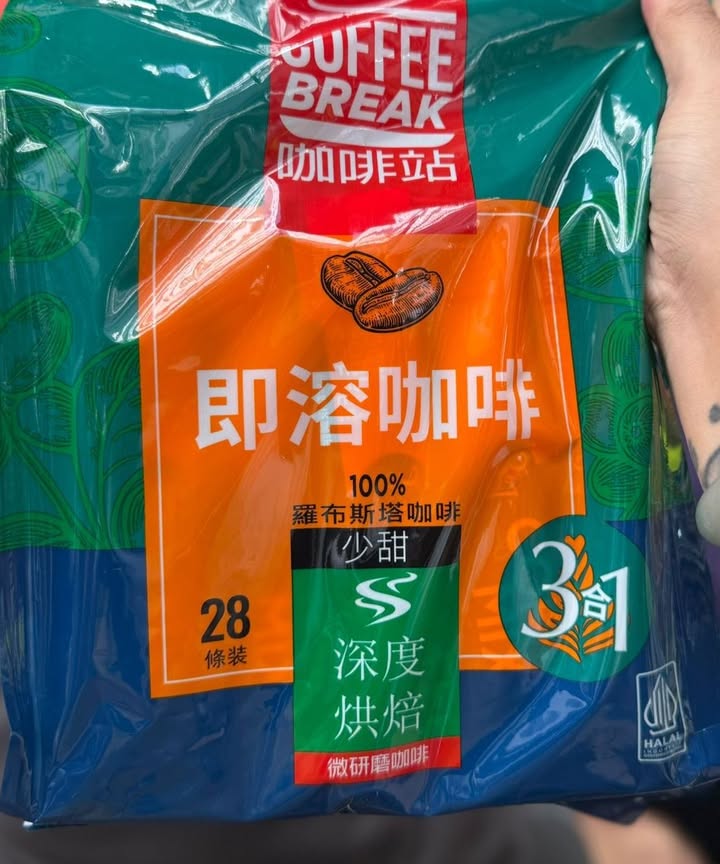 COFFEE
BREAK
咖啡站
即溶咖啡
100%
羅布斯塔咖啡
少甜
深度
烘焙
微研磨咖啡
28
條裝
3合1
HALAL
INDONESIA